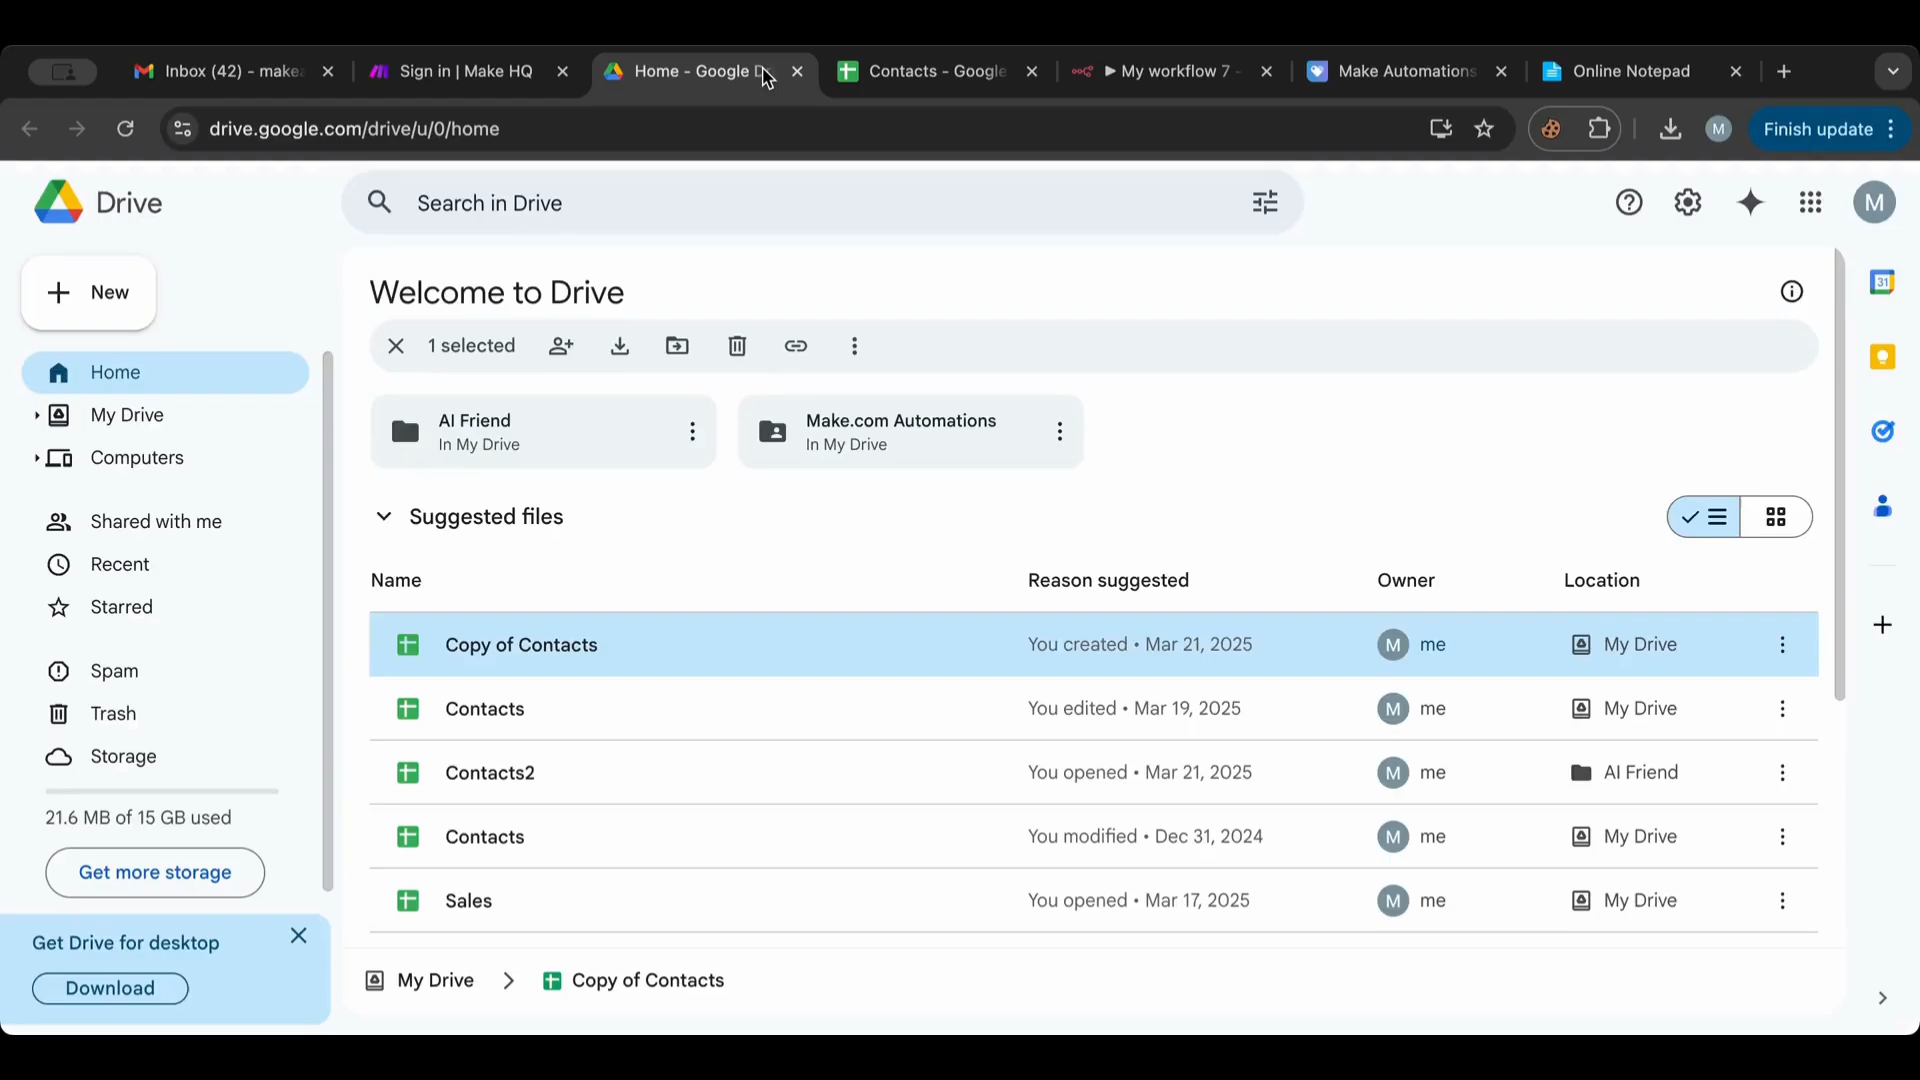 Inbox (42) - make
Sign in | Make HQ
Home - Google D
Contacts - Google
▶ My workflow 7 -
Make Automations
Online Notepad
drive.google.com/drive/u/0/home
M
Finish update
Drive
Search in Drive
M
New
Welcome to Drive
31
1 selected
Home
My Drive
Computers
AI Friend
In My Drive
Make.com Automations
In My Drive
Shared with me
Recent
Starred
Suggested files
Name Reason suggested Owner Location
Copy of Contacts You created • Mar 21, 2025 M me My Drive
Contacts You edited • Mar 19, 2025 M me My Drive
Contacts2 You opened • Mar 21, 2025 M me AI Friend
Contacts You modified • Dec 31, 2024 M me My Drive
Sales You opened • Mar 17, 2025 M me My Drive
Spam
Trash
Storage
21.6 MB of 15 GB used
Get more storage
Get Drive for desktop
Download
My Drive > Copy of Contacts